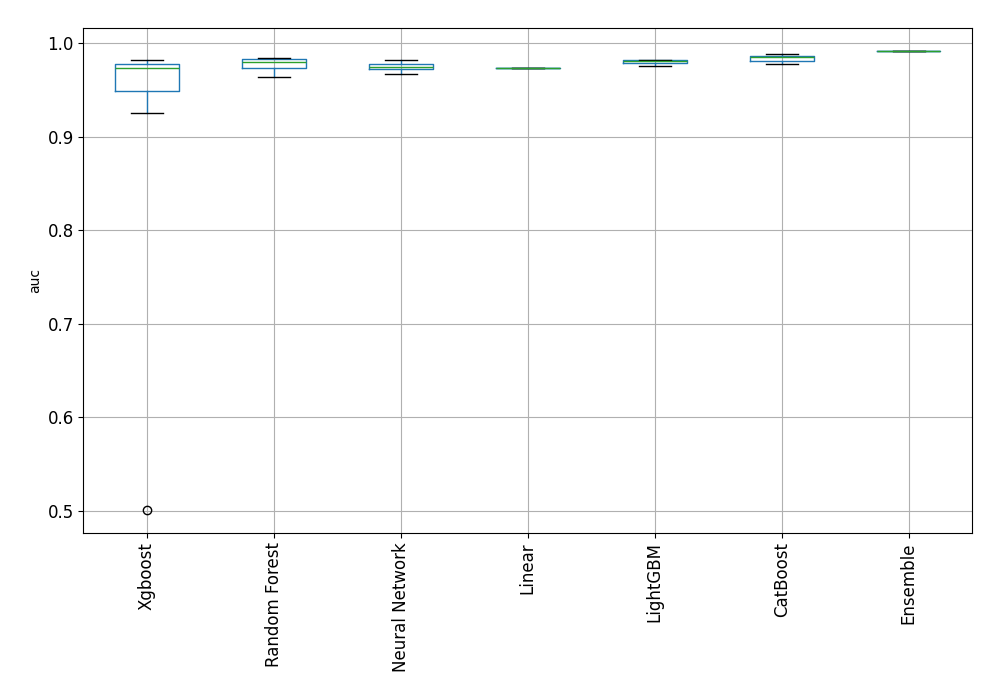 1.0
0.9
0.8
0.7
0.6
0.5
auc
Xgboost
Random Forest
Neural Network
Linear
LightGBM
CatBoost
Ensemble